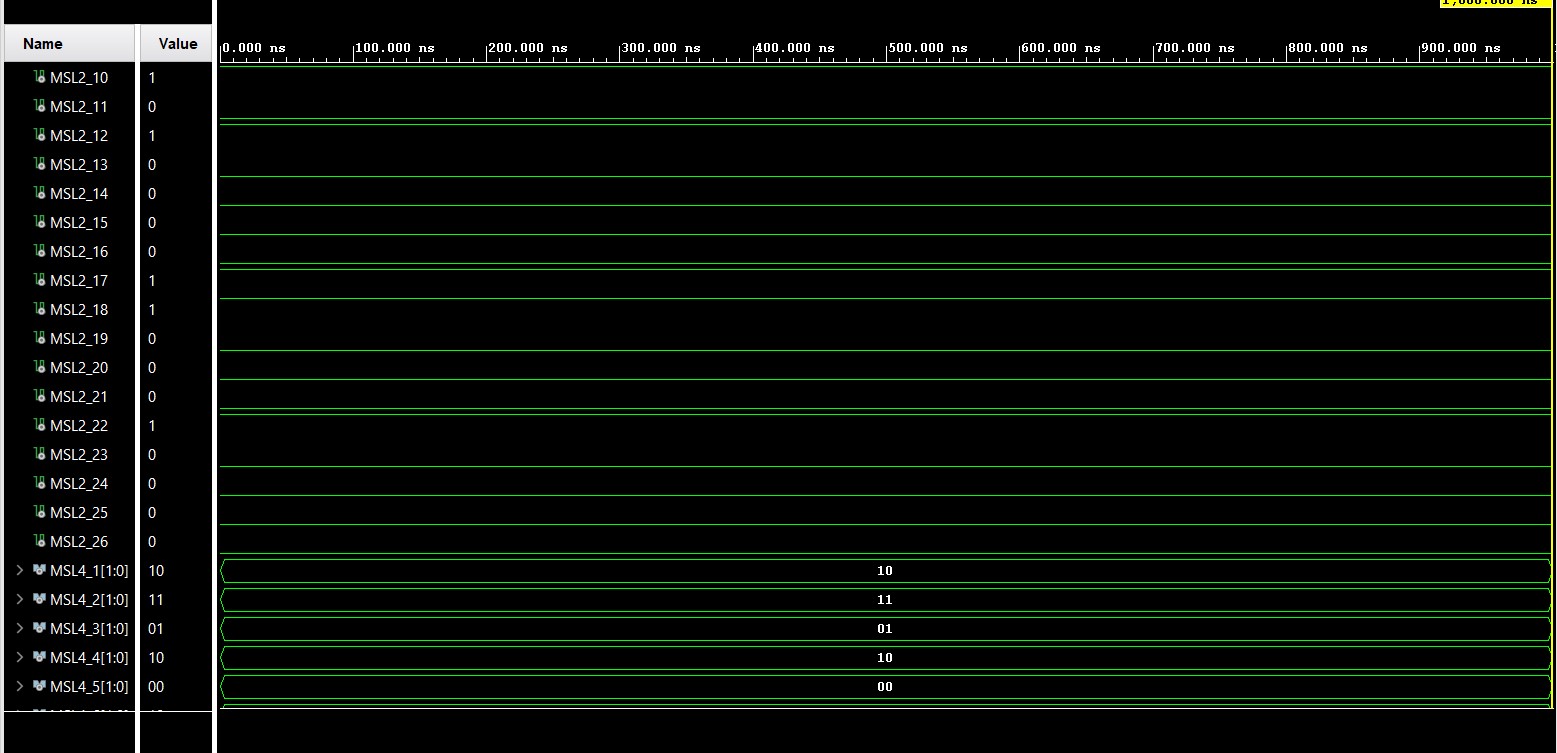 1,000.000 ns
Name Value 0.000 ns 100.000 ns 200.000 ns 300.000 ns 400.000 ns 500.000 ns 600.000 ns 700.000 ns 800.000 ns 900.000 ns
MSL2_10 1
MSL2_11 0
MSL2_12 1
MSL2_13 0
MSL2_14 0
MSL2_15 0
MSL2_16 0
MSL2_17 1
MSL2_18 1
MSL2_19 0
MSL2_20 0
MSL2_21 0
MSL2_22 1
MSL2_23 0
MSL2_24 0
MSL2_25 0
MSL2_26 0
MSL4_1[1:0] 10 10
MSL4_2[1:0] 11 11
MSL4_3[1:0] 01 01
MSL4_4[1:0] 10 10
MSL4_5[1:0] 00 00